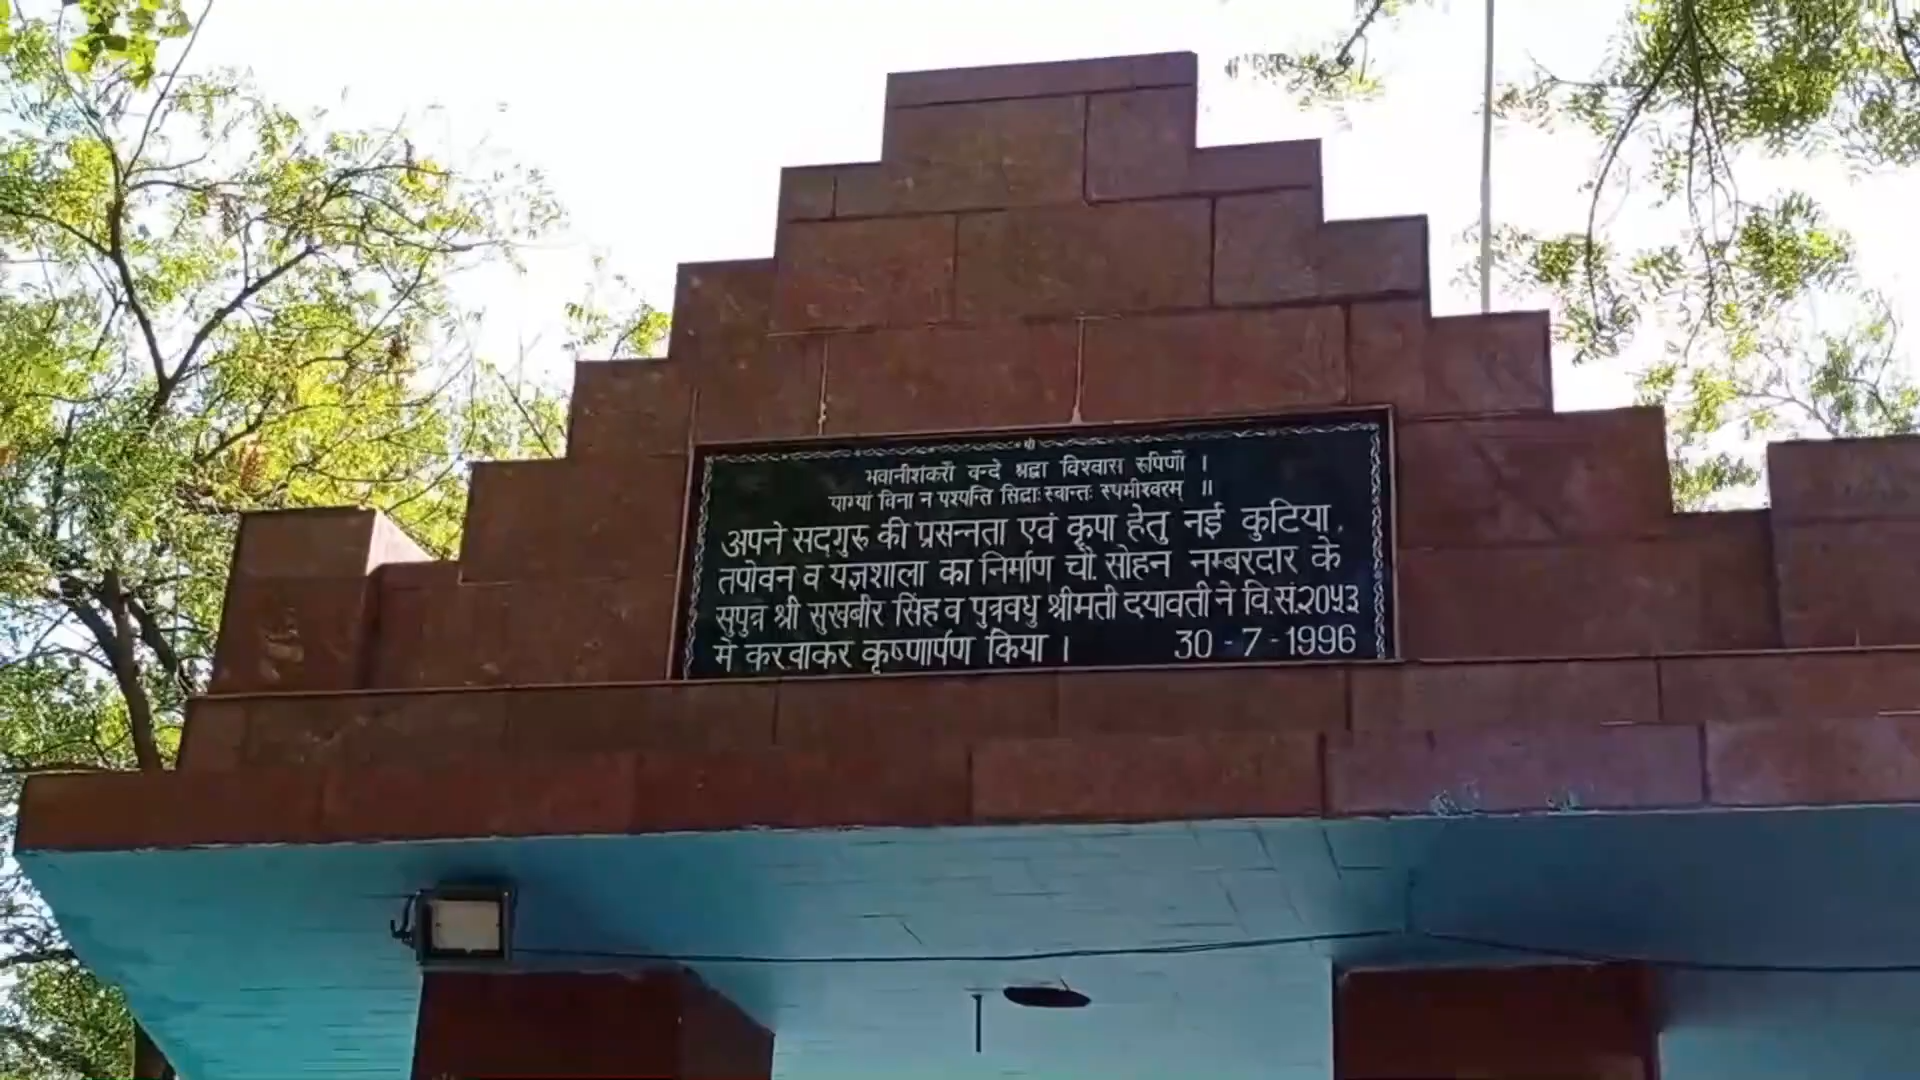 श्री
भवानीशंकरौ वन्दे श्रद्धा विश्वास रूपिणौ ।
याभ्यां विना न पश्यन्ति सिद्धाः स्वान्तः स्थमीश्वरम् ॥
अपने सदगुरु की प्रसन्नता एवं कृपा हेतु नई कुटिया,
तपोवन व यज्ञशाला का निर्माण चौ. सोहन नम्बरदार के
सुपुत्र श्री सुखबीर सिंह व पुत्रवधु श्रीमती दयावती ने वि.सं.२०५३
में करवाकर कृष्णार्पण किया । 30 - 7 - 1996